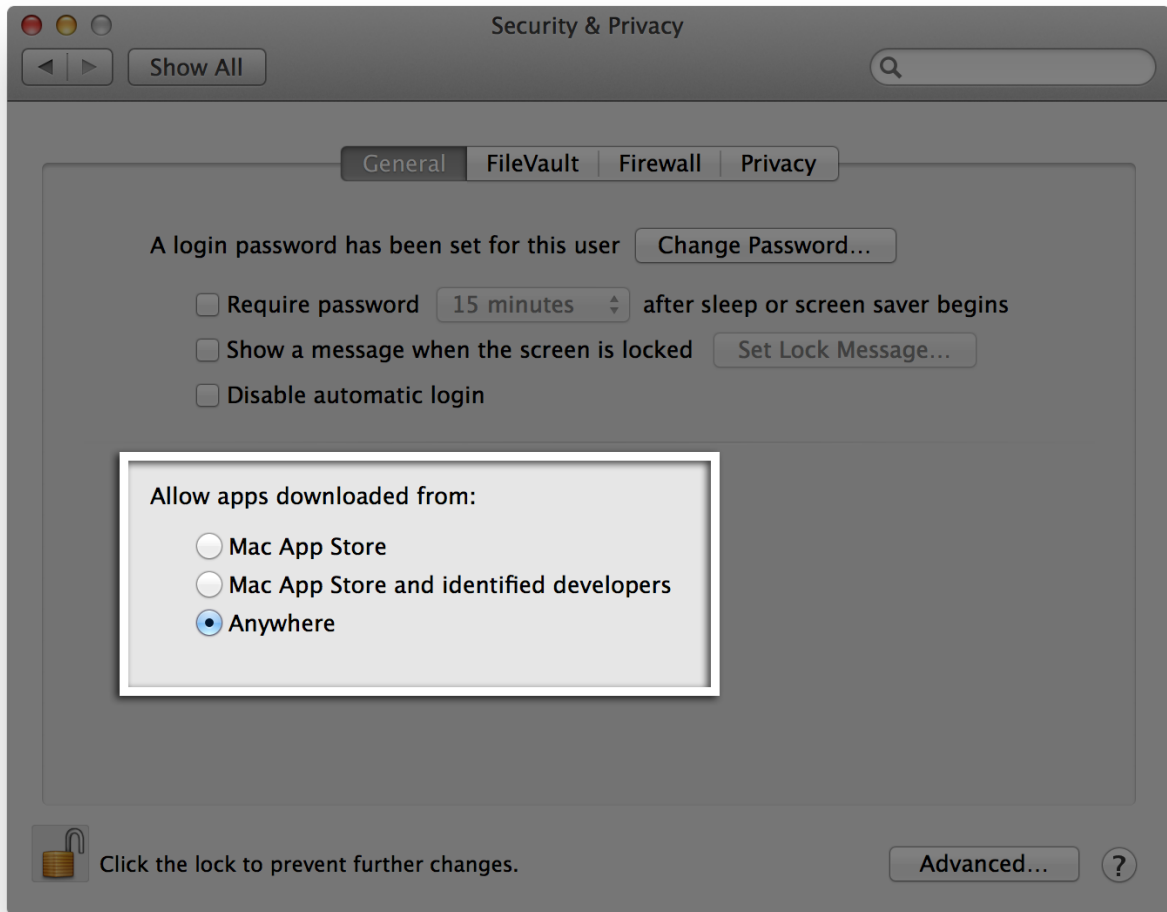 Security & Privacy
Show All
General FileVault Firewall Privacy
A login password has been set for this user Change Password...
Require password 15 minutes after sleep or screen saver begins
Show a message when the screen is locked Set Lock Message...
Disable automatic login
Allow apps downloaded from:
Mac App Store
Mac App Store and identified developers
Anywhere
Click the lock to prevent further changes. Advanced... ?